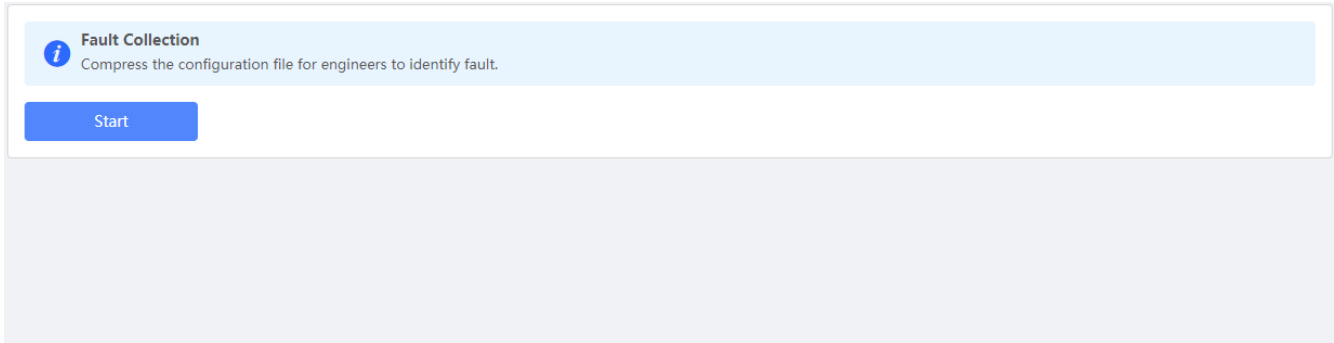 Fault Collection
Compress the configuration file for engineers to identify fault.
Start